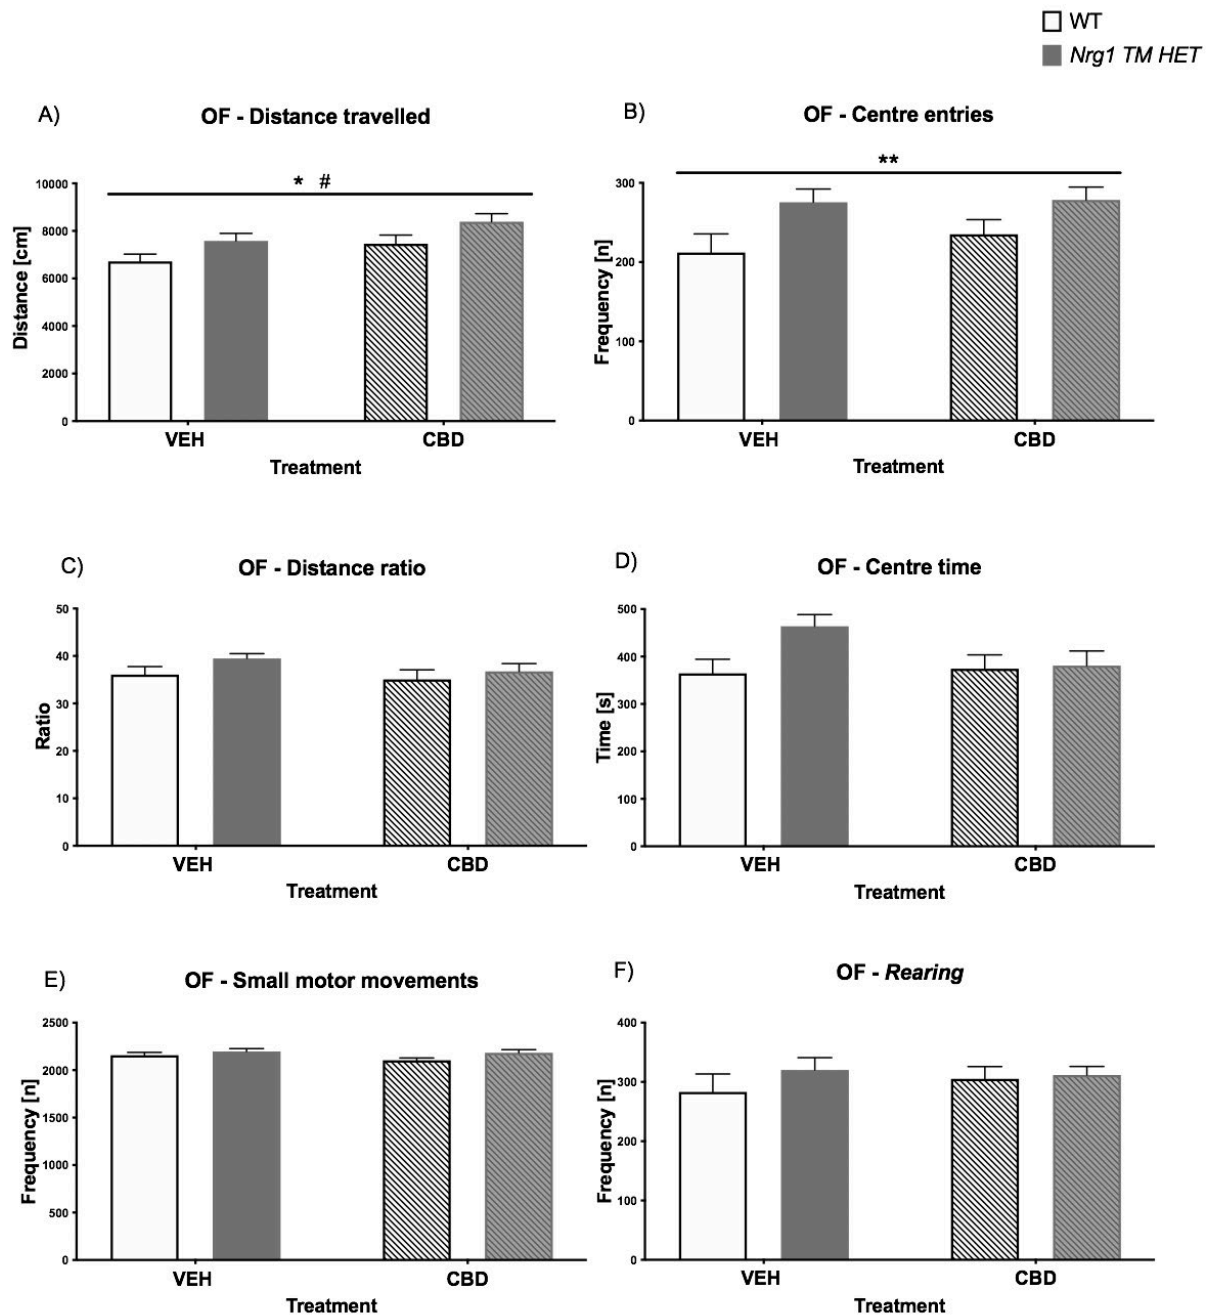 WT
Nrg1 TM HET
A)
OF - Distance travelled
* #
Distance [cm]
10000
8000
6000
4000
2000
0
VEH
CBD
Treatment
B)
OF - Centre entries
**
Frequency [n]
300
200
100
0
VEH
CBD
Treatment
C)
OF - Distance ratio
Ratio
50
40
30
20
10
0
VEH
CBD
Treatment
D)
OF - Centre time
Time [s]
500
400
300
200
100
0
VEH
CBD
Treatment
E)
OF - Small motor movements
Frequency [n]
2500
2000
1500
1000
500
0
VEH
CBD
Treatment
F)
OF - Rearing
Frequency [n]
400
300
200
100
0
VEH
CBD
Treatment